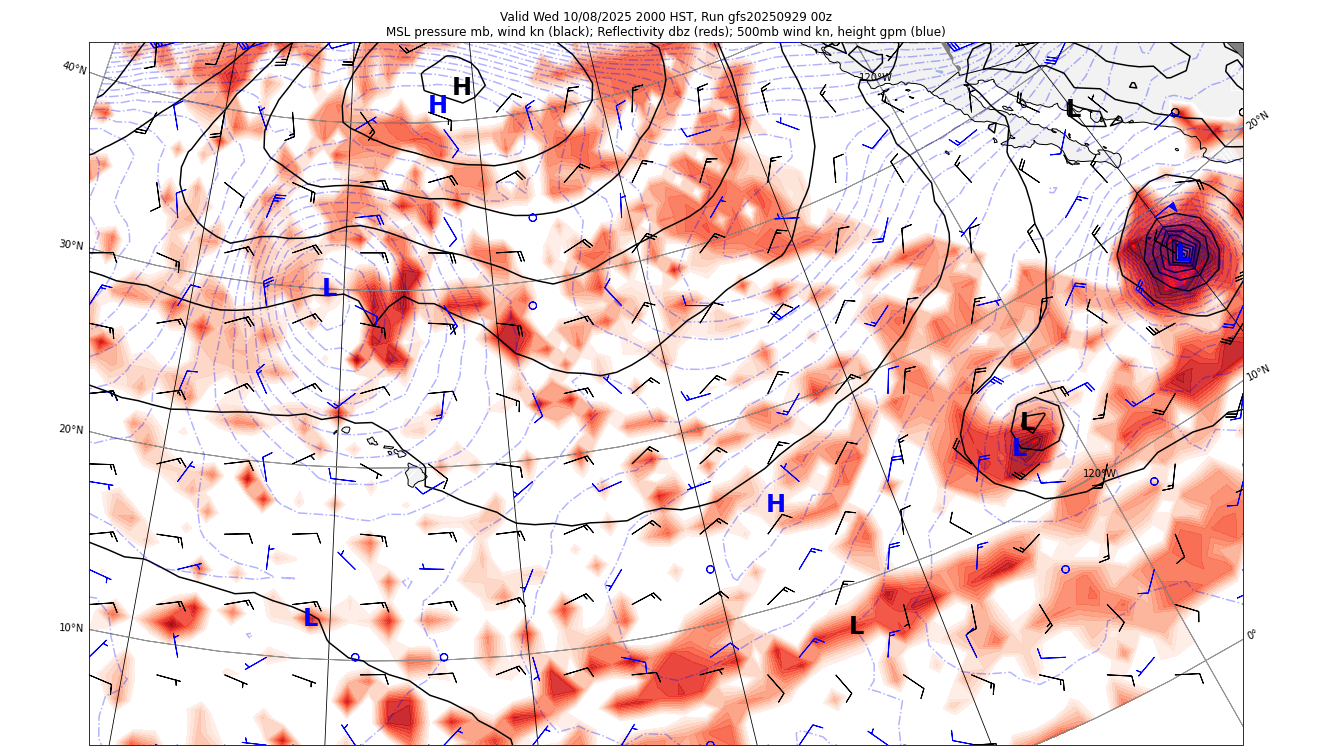 Valid Wed 10/08/2025 2000 HST, Run gfs20250929 00z
MSL pressure mb, wind kn (black); Reflectivity dbz (reds); 500mb wind kn, height gpm (blue)
40°N
H
H
120°W
L
20°N
30°N
L
L
10°N
20°N
L
L
120°W
H
10°N
L
L
0°